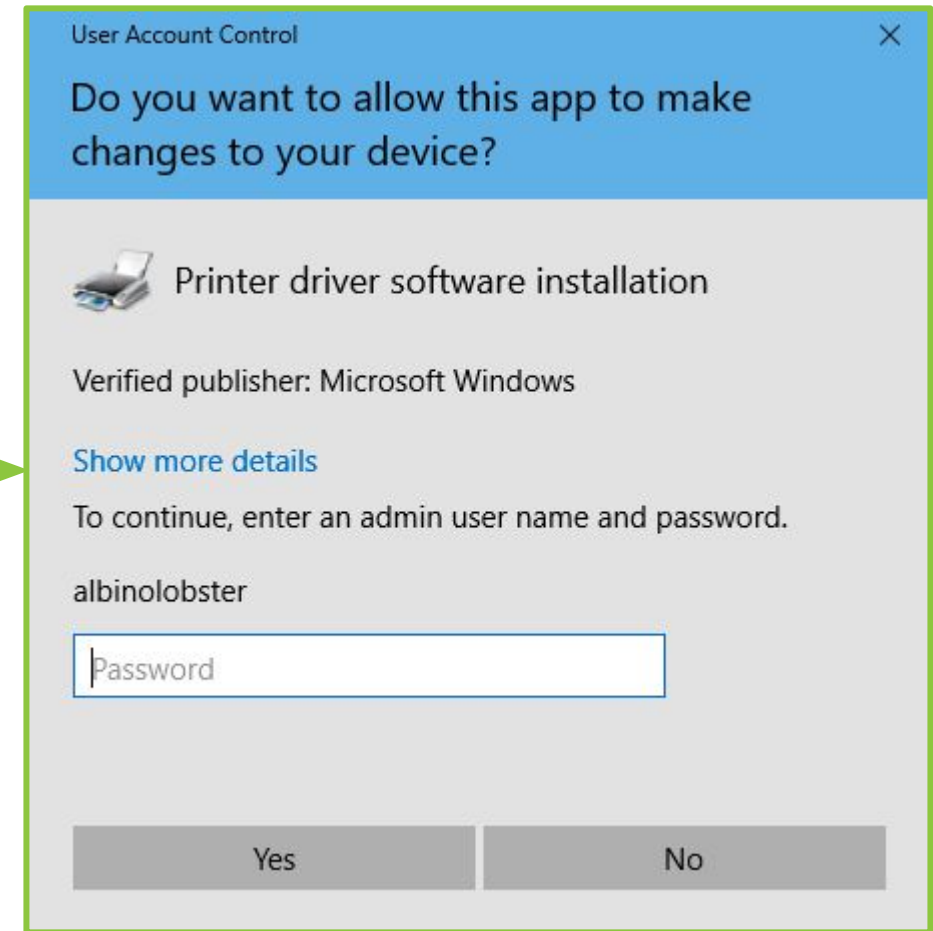 User Account Control
Do you want to allow this app to make
changes to your device?
Printer driver software installation
Verified publisher: Microsoft Windows
Show more details
To continue, enter an admin user name and password.
albinolobster
Password
Yes
No